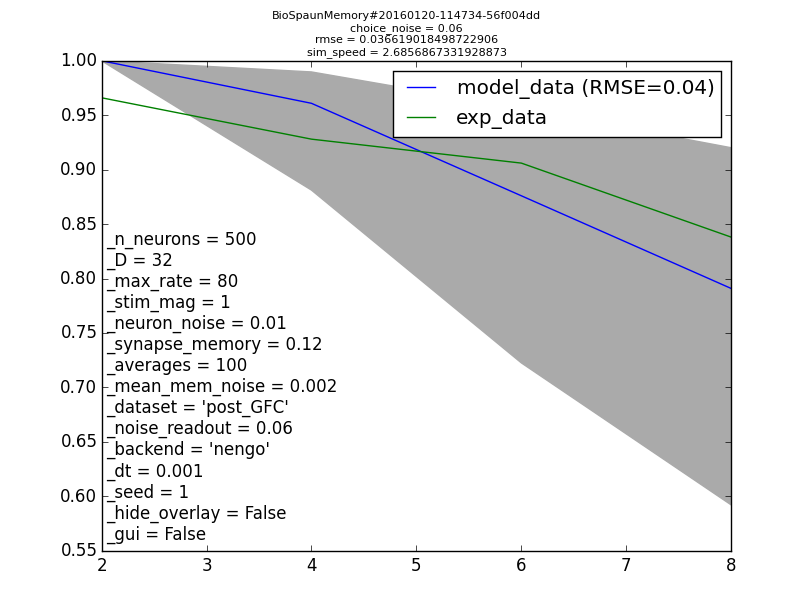 BioSpaunMemory#20160120-114734-56f004dd
choice_noise = 0.06
rmse = 0.036619018498722906
sim_speed = 2.6856867331928873
1.00
model_data (RMSE=0.04)
0.95
exp_data
0.90
0.85
_n_neurons = 500
_D = 32
0.80
_max_rate = 80
_stim_mag = 1
0.75
_neuron_noise = 0.01
_synapse_memory = 0.12
_averages = 100
0.70
_mean_mem_noise = 0.002
_dataset = 'post_GFC'
_noise_readout = 0.06
0.65
_backend = 'nengo'
_dt = 0.001
0.60
_seed = 1
_hide_overlay = False
_gui = False
0.55
2 3 4 5 6 7 8